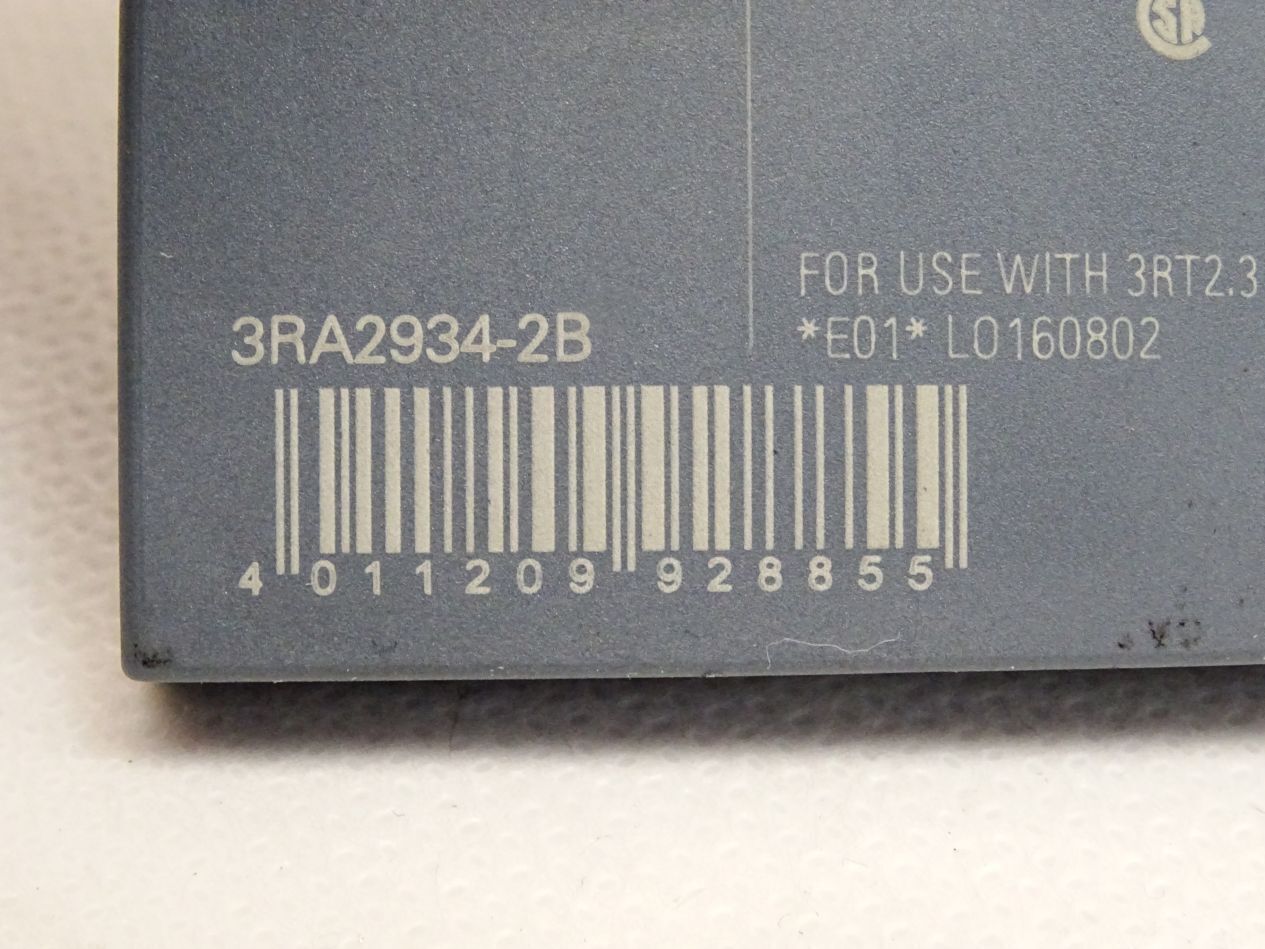 FOR USE WITH 3RT2.3
3RA2934-2B
*E01* L0160802
4 011209 928855